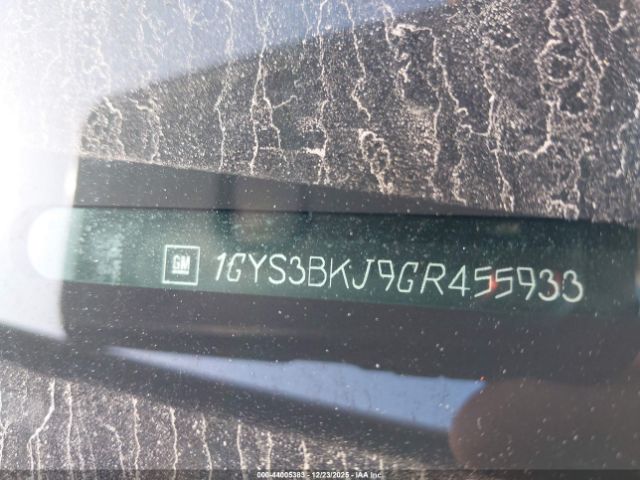 GM 1GYS3BKJ9GR455933
000-44005383 - 12/23/2025 - IAA Inc.